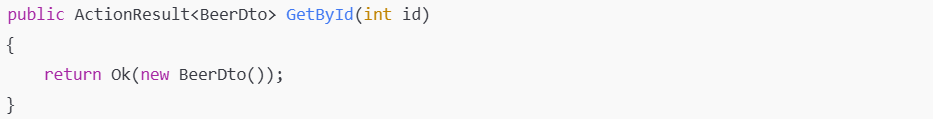 public ActionResult<BeerDto> GetById(int id)
{
    return Ok(new BeerDto());
}